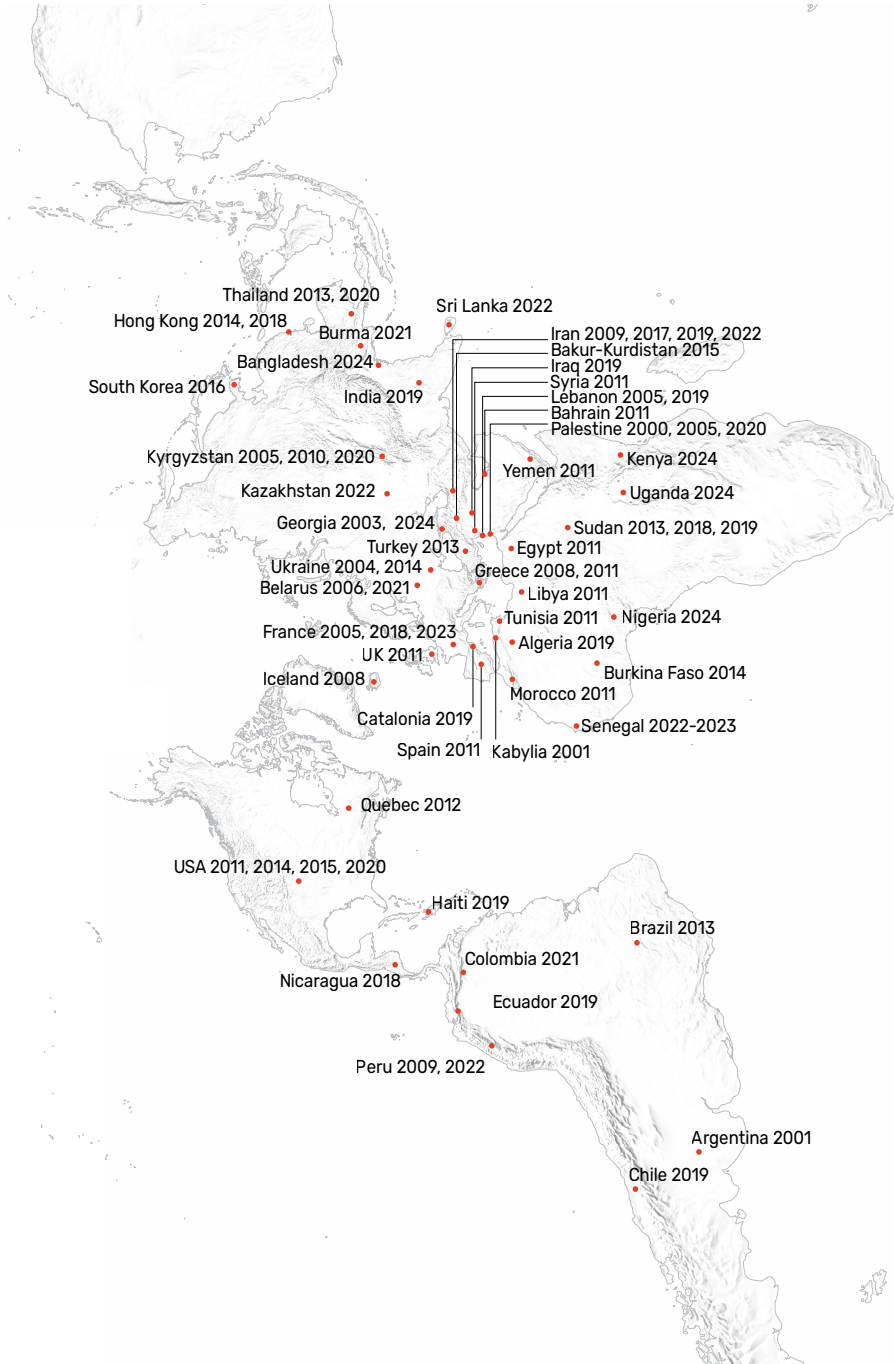 Thailand 2013, 2020
Sri Lanka 2022
Hong Kong 2014, 2018
Burma 2021
Iran 2009, 2017, 2019, 2022
Bakur-Kurdistan 2015
Bangladesh 2024
Iraq 2019
South Korea 2016
Syria 2011
India 2019
Lebanon 2005, 2019
Bahrain 2011
Palestine 2000, 2005, 2020
Kyrgyzstan 2005, 2010, 2020
Yemen 2011
Kenya 2024
Kazakhstan 2022
Uganda 2024
Georgia 2003, 2024
Sudan 2013, 2018, 2019
Turkey 2013
Egypt 2011
Ukraine 2004, 2014
Greece 2008, 2011
Belarus 2006, 2021
Libya 2011
Tunisia 2011
Nigeria 2024
France 2005, 2018, 2023
Algeria 2019
UK 2011
Burkina Faso 2014
Iceland 2008
Morocco 2011
Catalonia 2019
Senegal 2022-2023
Spain 2011
Kabylia 2001
Quebec 2012
USA 2011, 2014, 2015, 2020
Haïti 2019
Brazil 2013
Colombia 2021
Nicaragua 2018
Ecuador 2019
Peru 2009, 2022
Argentina 2001
Chile 2019